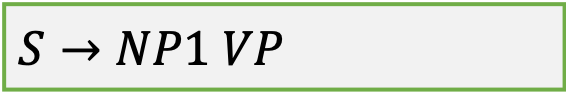 S → NP1 VP